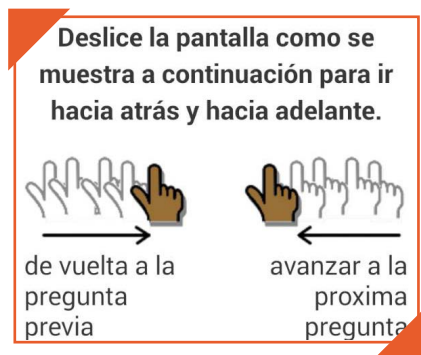 Deslice la pantalla como se
muestra a continuación para ir
hacia atrás y hacia adelante.
de vuelta a la
pregunta
previa
avanzar a la
proxima
pregunta